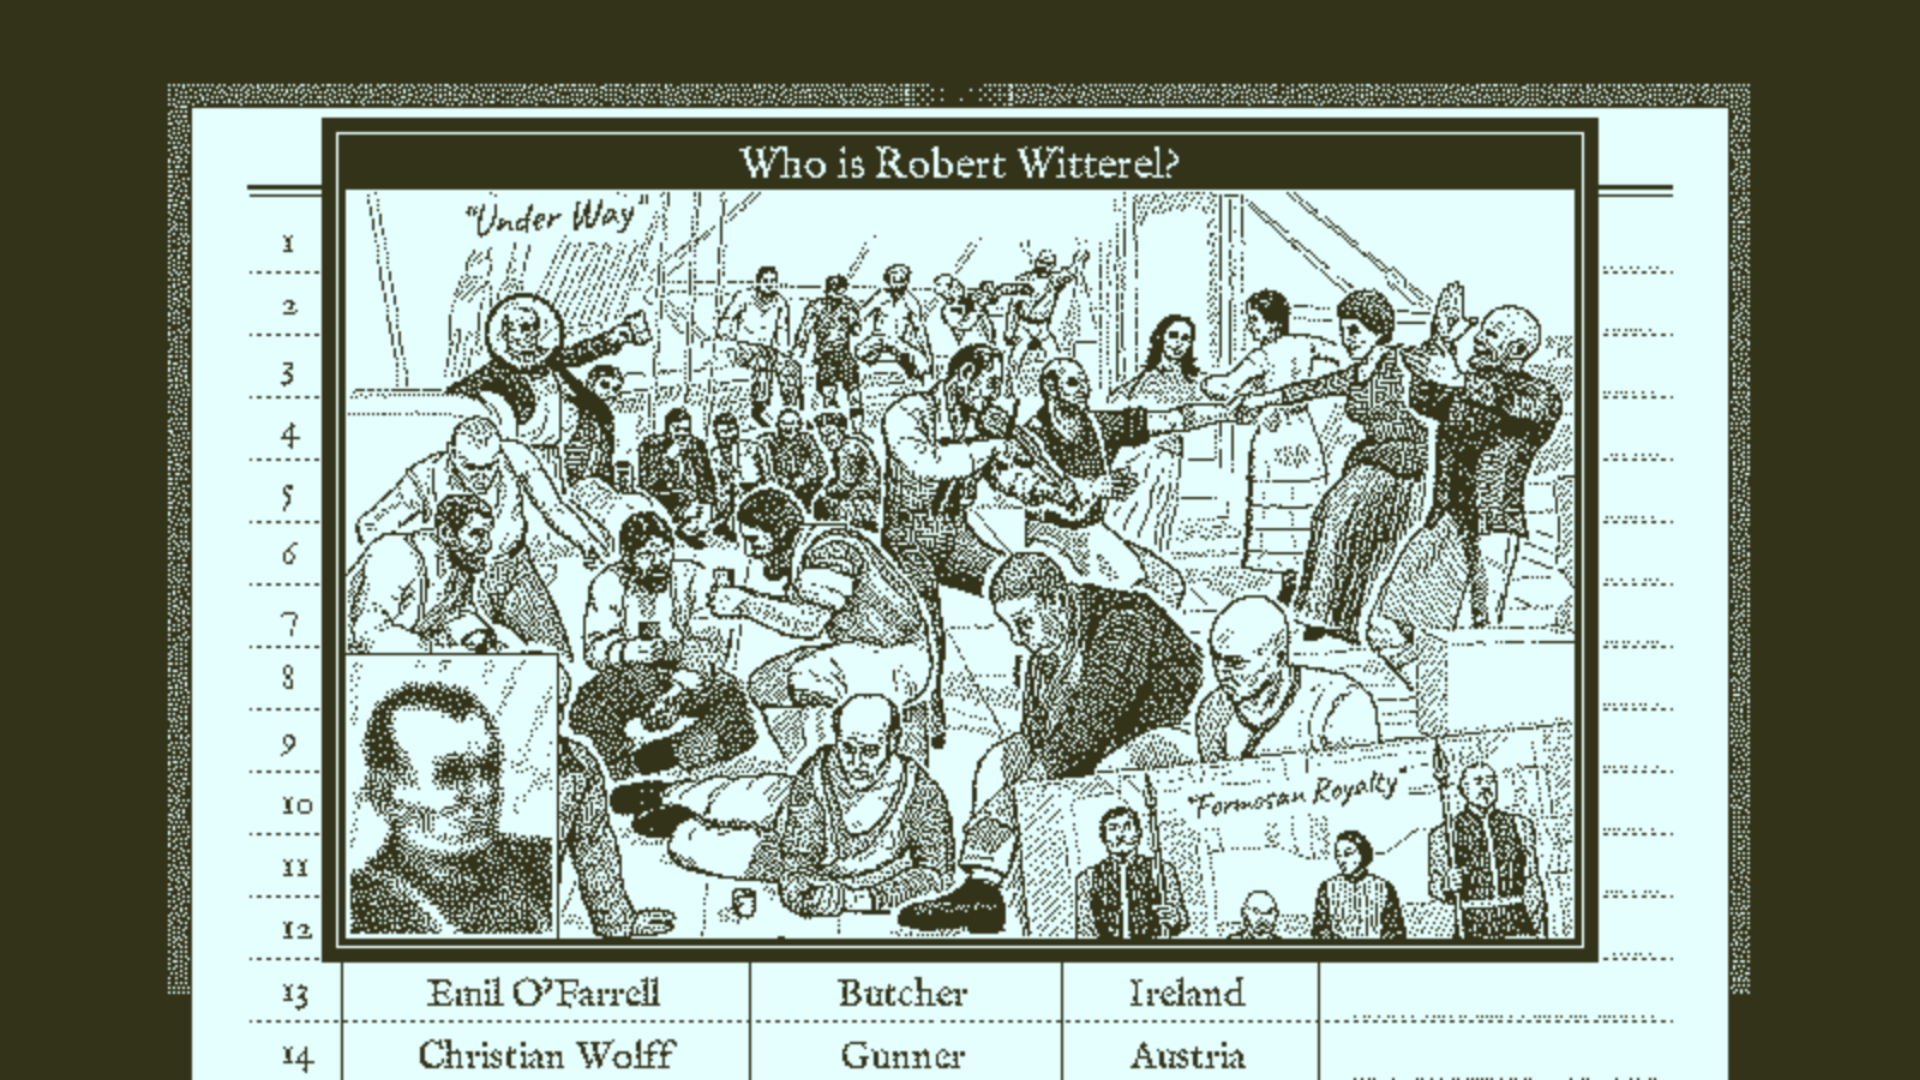 Who is Robert Witterel?
"Under Way"
1
2
3
4
5
6
7
8
9
10
11
12
"Formosan Royalty"
13 Emil O'Farrell Butcher Ireland
14 Christian Wolff Gunner Austria